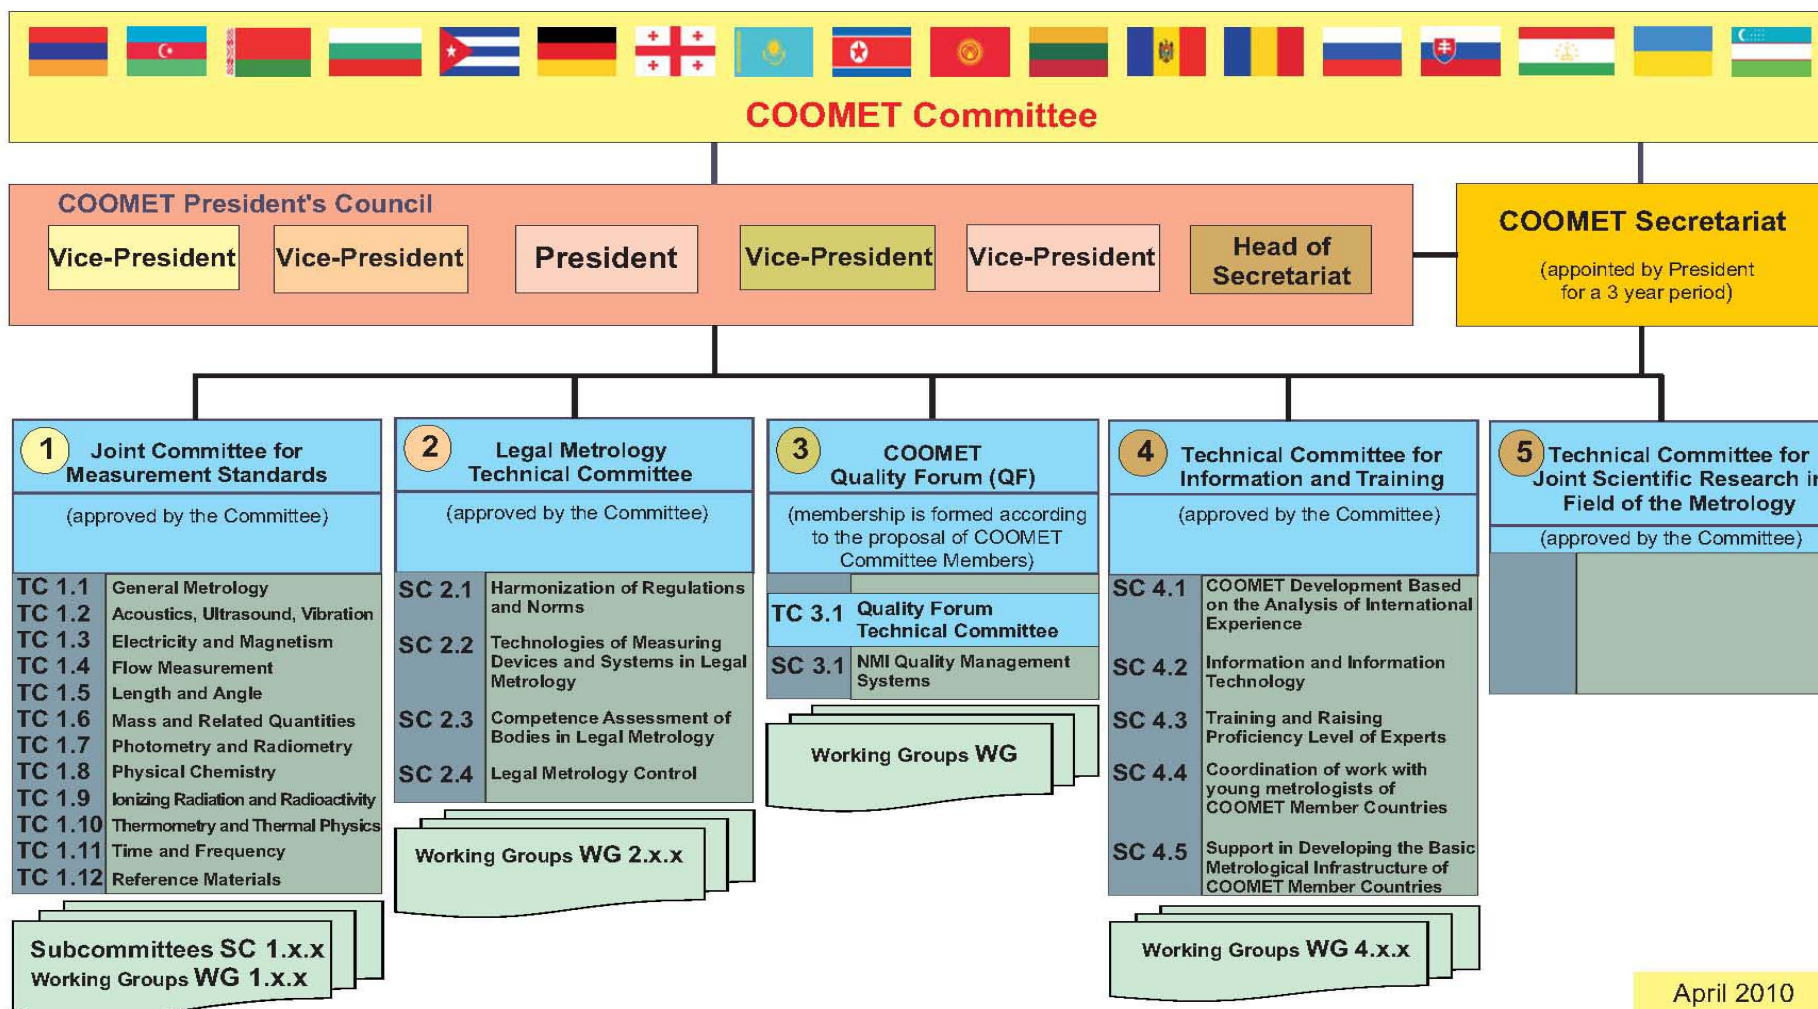 COOMET Committee
COOMET President's Council
Vice-President
Vice-President
President
Vice-President
Vice-President
Head of
Secretariat
COOMET Secretariat
(appointed by President
for a 3 year period)
1
Joint Committee for
Measurement Standards
(approved by the Committee)
TC 1.1 General Metrology
TC 1.2 Acoustics, Ultrasound, Vibration
TC 1.3 Electricity and Magnetism
TC 1.4 Flow Measurement
TC 1.5 Length and Angle
TC 1.6 Mass and Related Quantities
TC 1.7 Photometry and Radiometry
TC 1.8 Physical Chemistry
TC 1.9 Ionizing Radiation and Radioactivity
TC 1.10 Thermometry and Thermal Physics
TC 1.11 Time and Frequency
TC 1.12 Reference Materials
Subcommittees SC 1.x.x
Working Groups WG 1.x.x
2
Legal Metrology
Technical Committee
(approved by the Committee)
SC 2.1 Harmonization of Regulations
and Norms
SC 2.2 Technologies of Measuring
Devices and Systems in Legal
Metrology
SC 2.3 Competence Assessment of
Bodies in Legal Metrology
SC 2.4 Legal Metrology Control
Working Groups WG 2.x.x
3
COOMET
Quality Forum (QF)
(membership is formed according
to the proposal of COOMET
Committee Members)
TC 3.1 Quality Forum
Technical Committee
SC 3.1 NMI Quality Management
Systems
Working Groups WG
4
Technical Committee for
Information and Training
(approved by the Committee)
SC 4.1 COOMET Development Based
on the Analysis of International
Experience
SC 4.2 Information and Information
Technology
SC 4.3 Training and Raising
Proficiency Level of Experts
SC 4.4 Coordination of work with
young metrologists of
COOMET Member Countries
SC 4.5 Support in Developing the Basic
Metrological Infrastructure of
COOMET Member Countries
Working Groups WG 4.x.x
5
Technical Committee for
Joint Scientific Research in
Field of the Metrology
(approved by the Committee)
April 2010